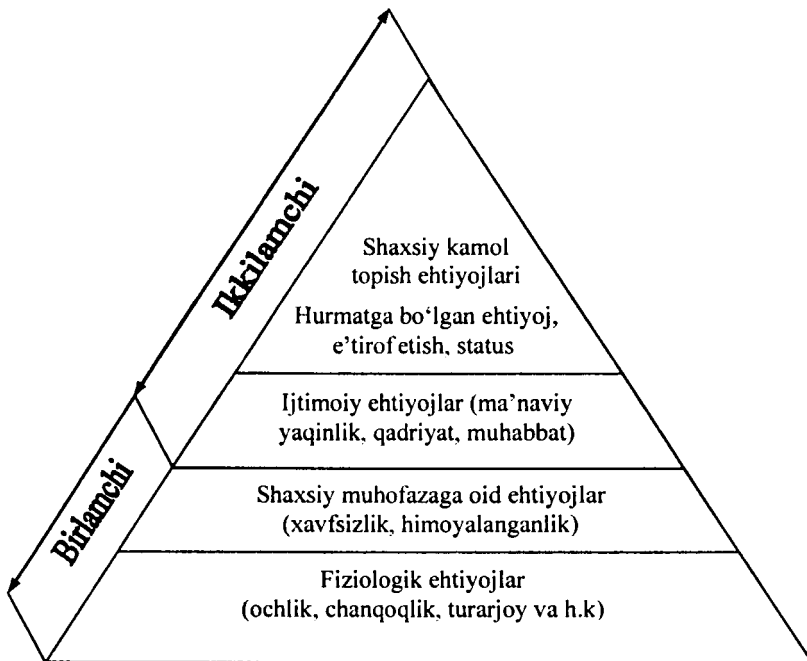 Ikkilamchi
Birlamchi
Shaxsiy kamol
topish ehtiyojlari
Hurmatga bo‘lgan ehtiyoj,
e’tirof etish, status
Ijtimoiy ehtiyojlar (ma’naviy
yaqinlik, qadriyat, muhabbat)
Shaxsiy muhofazaga oid ehtiyojlar
(xavfsizlik, himoyalanganlik)
Fiziologik ehtiyojlar
(ochlik, chanqoqlik, turarjoy va h.k)